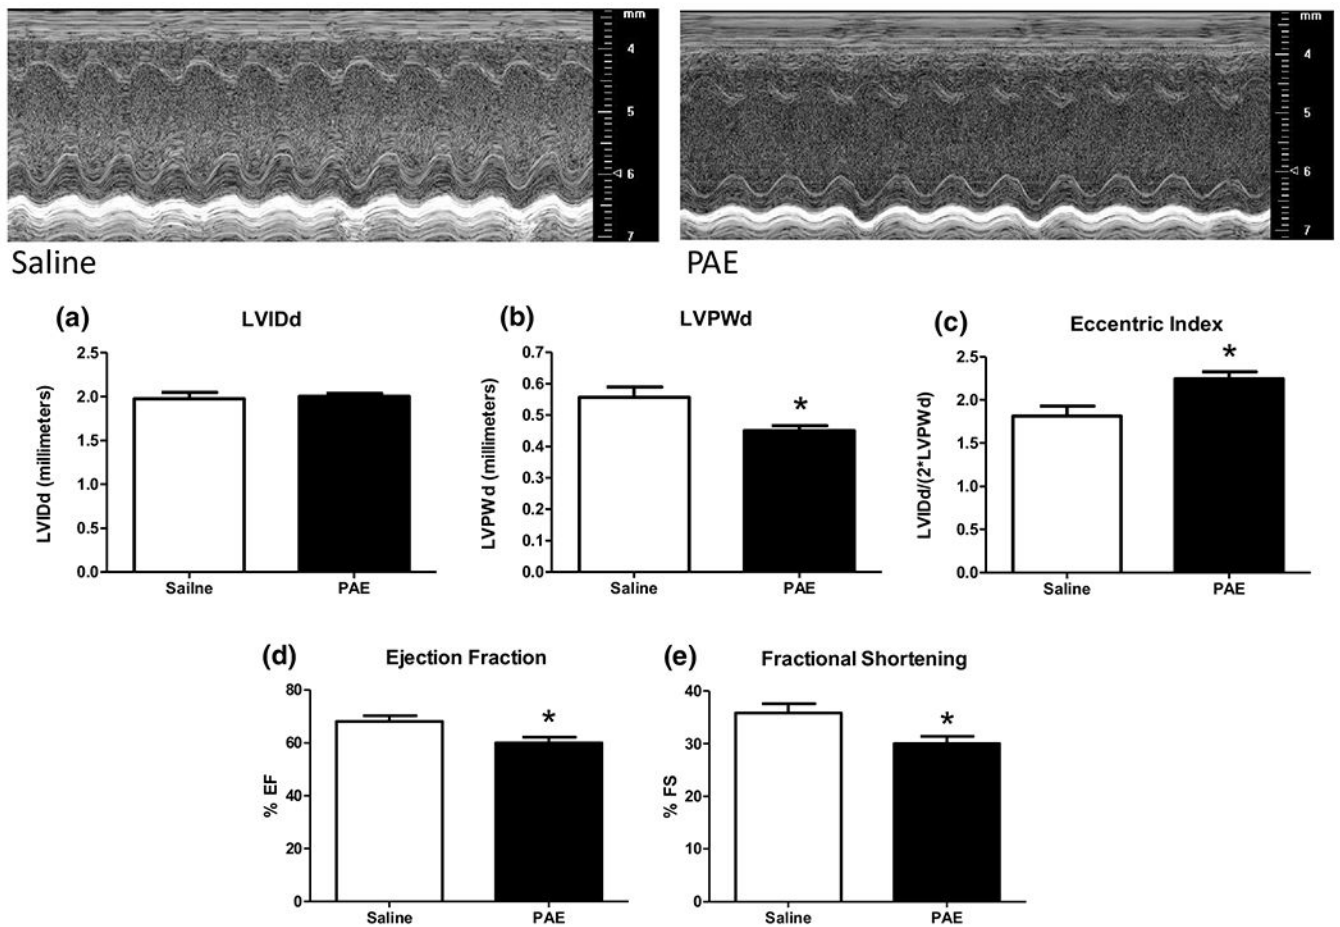 mm
4
5
6
7
mm
4
5
6
7
Saline
PAE
(a)
LVIDd
LVIDd (millimeters)
2.5
2.0
1.5
1.0
0.5
0.0
Sailne
PAE
(b)
LVPWd
LVPWd (millimeters)
0.7
0.6
0.5
0.4
0.3
0.2
0.1
0.0
*
Saline
PAE
(c)
Eccentric Index
LVIDd/(2*LVPWd)
2.5
2.0
1.5
1.0
0.5
0.0
*
Saline
PAE
(d)
Ejection Fraction
% EF
80
60
40
20
0
*
Saline
PAE
(e)
Fractional Shortening
% FS
40
30
20
10
0
*
Saline
PAE